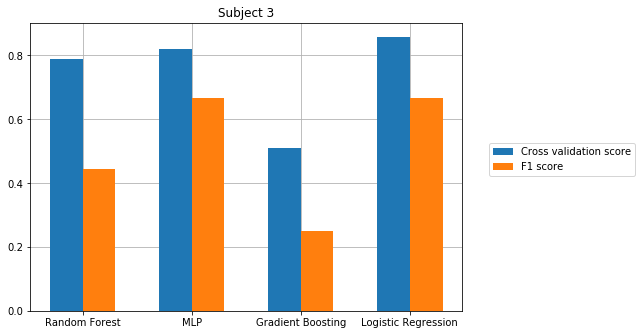 Subject 3
0.8
0.6
0.4
0.2
0.0
Random Forest
MLP
Gradient Boosting
Logistic Regression
Cross validation score
F1 score